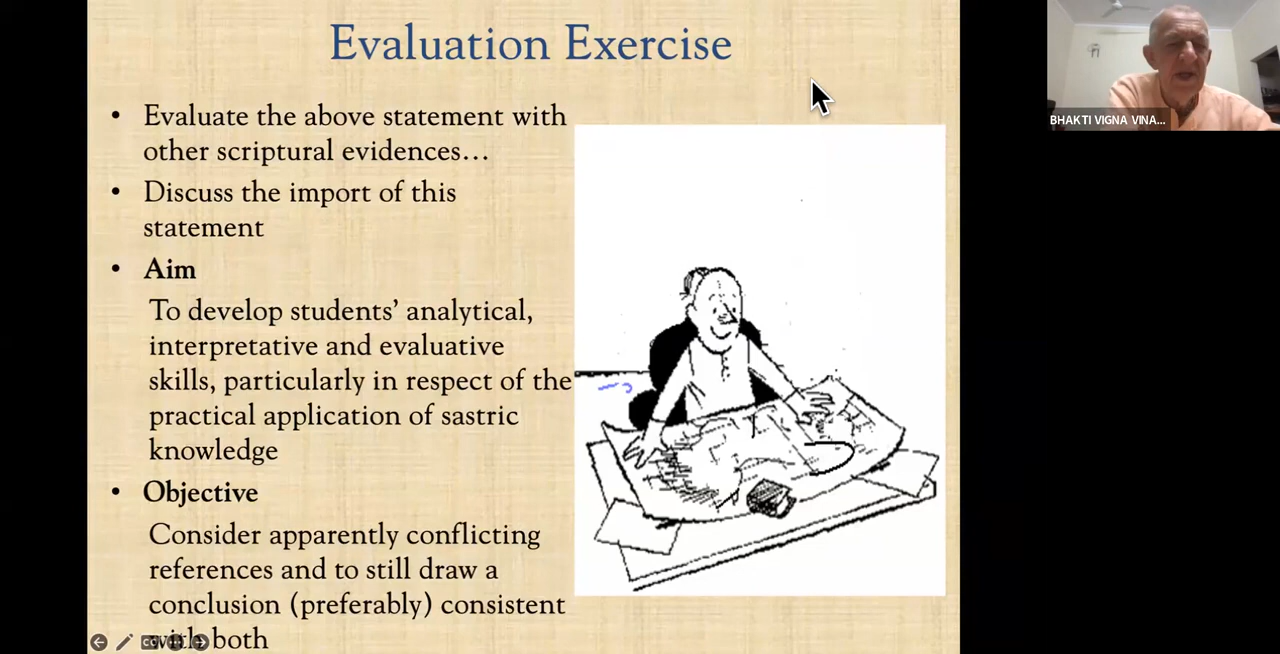 Evaluation Exercise
• Evaluate the above statement with
other scriptural evidences…
• Discuss the import of this
statement
• Aim
To develop students’ analytical,
interpretative and evaluative
skills, particularly in respect of the
practical application of sastric
knowledge
• Objective
Consider apparently conflicting
references and to still draw a
conclusion (preferably) consistent
with both
BHAKTI VIGNA VINA...